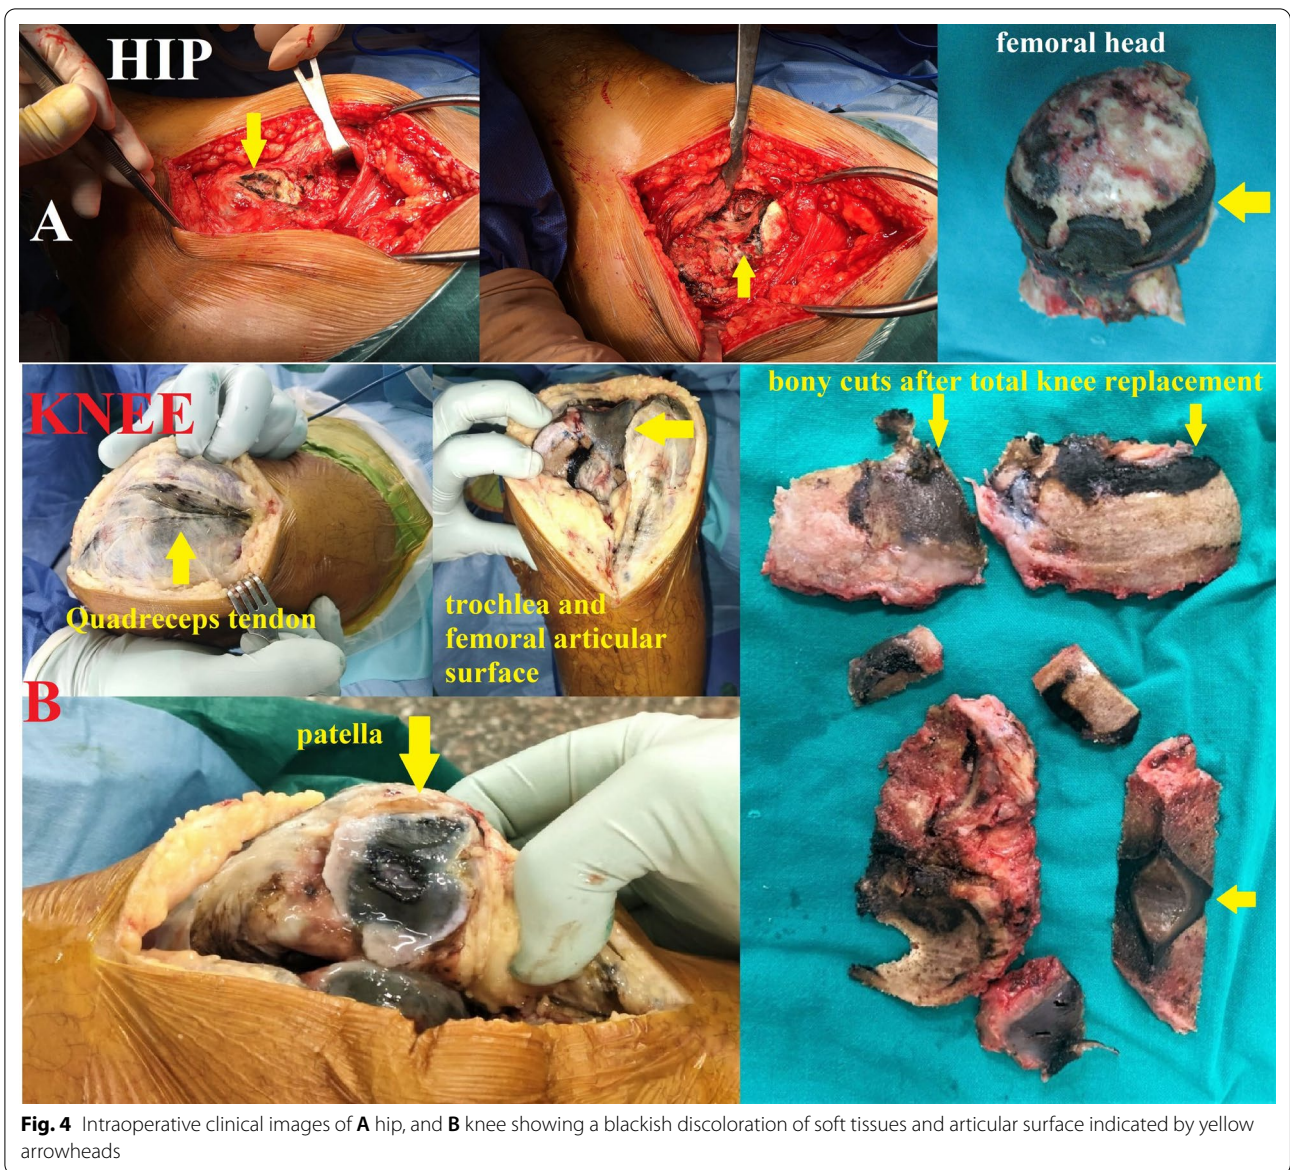 HIP
A
femoral head
KNEE
Quadreceps tendon
trochlea and
femoral articular
surface
bony cuts after total knee replacement
B
patella
Fig. 4 Intraoperative clinical images of A hip, and B knee showing a blackish discoloration of soft tissues and articular surface indicated by yellow
arrowheads